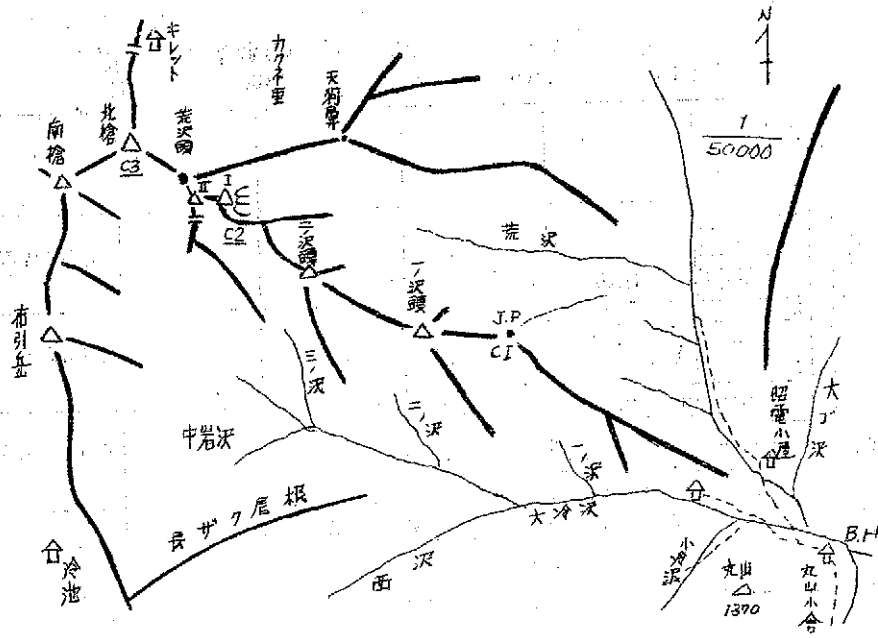 N
1
50000
キレット
カクネ里
天狗鼻
北槍
C3
南槍
荒沢頭
II
I
C2
二ノ沢頭
荒沢
一ノ沢頭
J.P
C1
布引岳
三ノ沢
二ノ沢
中岩沢
一ノ沢
昭電小屋
大ゴ沢
長ザク尾根
大冷沢
西沢
小冷沢
B.H
冷池
丸山
1370
丸山小舎